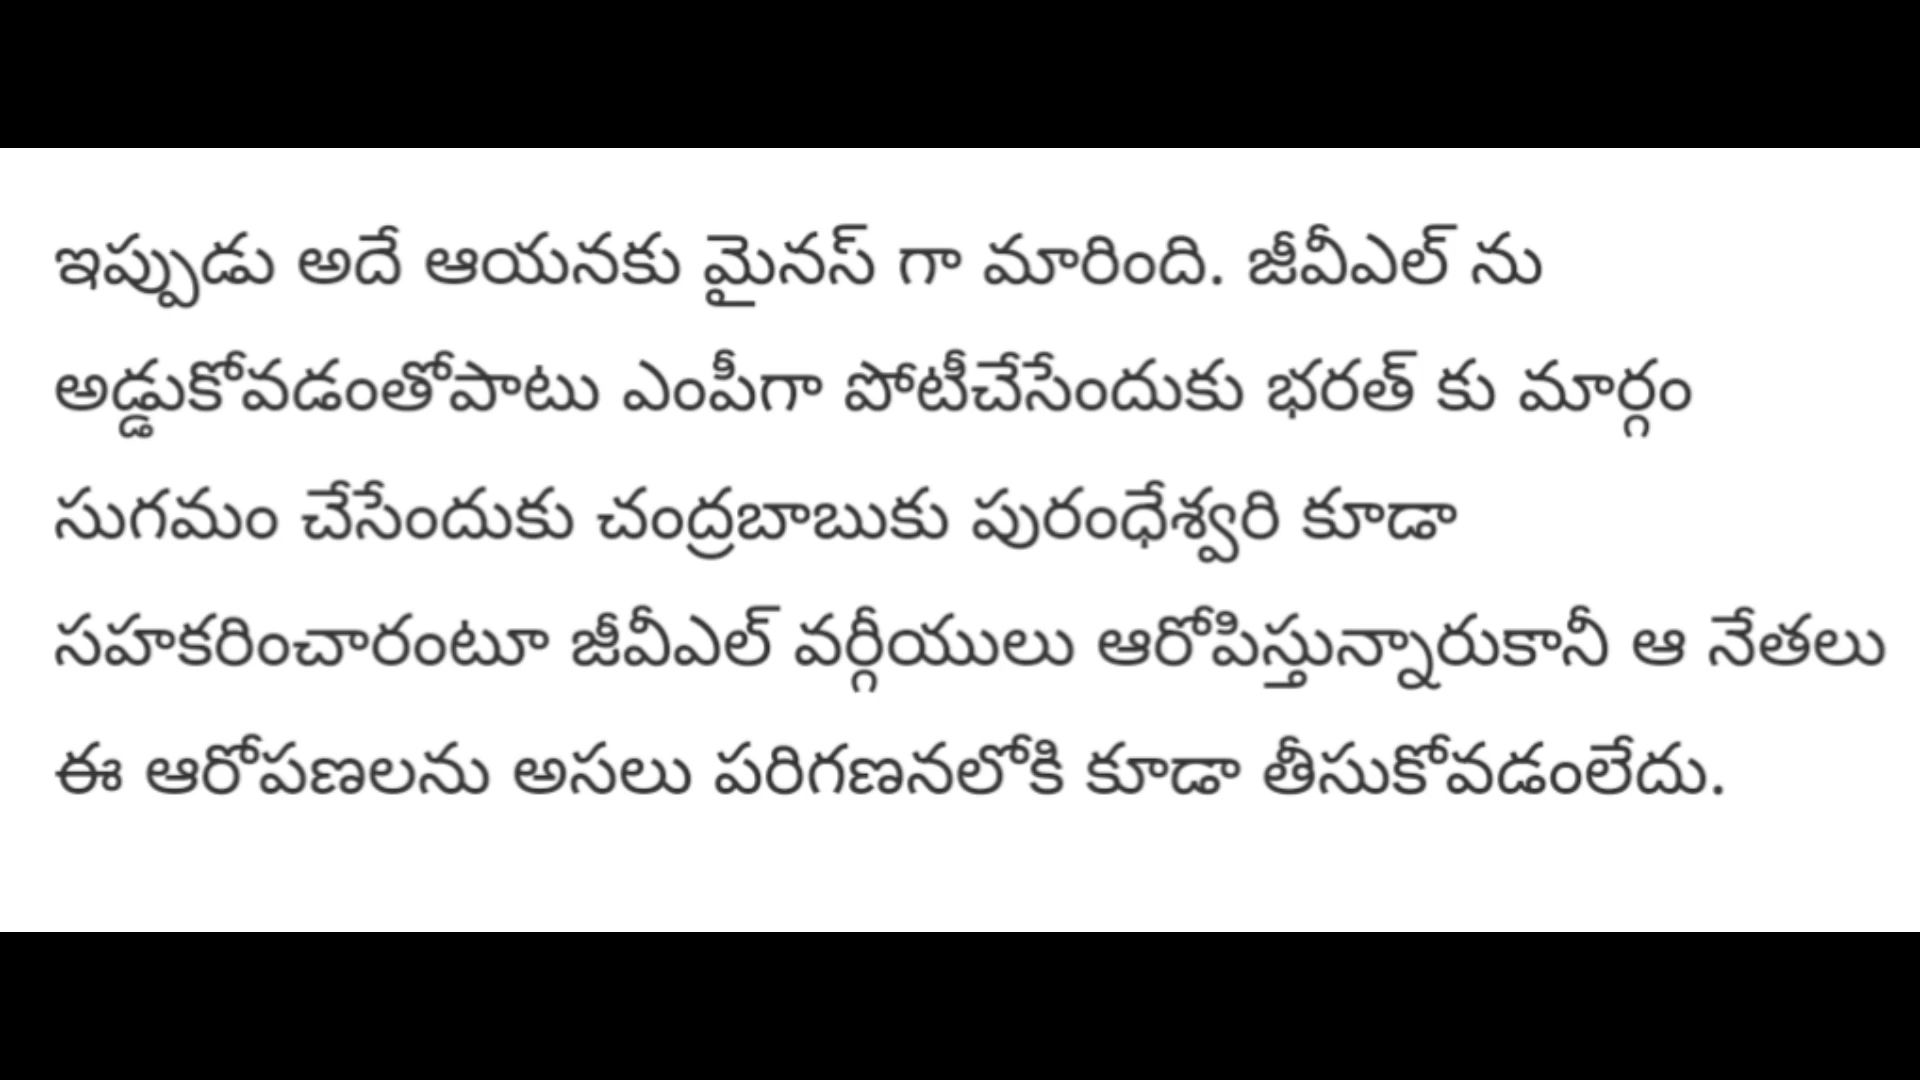 ఇప్పుడు అదే ఆయనకు మైనస్ గా మారింది. జీవీఎల్ ను
అడ్డుకోవడంతోపాటు ఎంపీగా పోటీచేసేందుకు భరత్ కు మార్గం
సుగమం చేసేందుకు చంద్రబాబుకు పురంధేశ్వరి కూడా
సహకరించారంటూ జీవీఎల్ వర్గీయులు ఆరోపిస్తున్నారుకానీ ఆ నేతలు
ఈ ఆరోపణలను అసలు పరిగణనలోకి కూడా తీసుకోవడంలేదు.